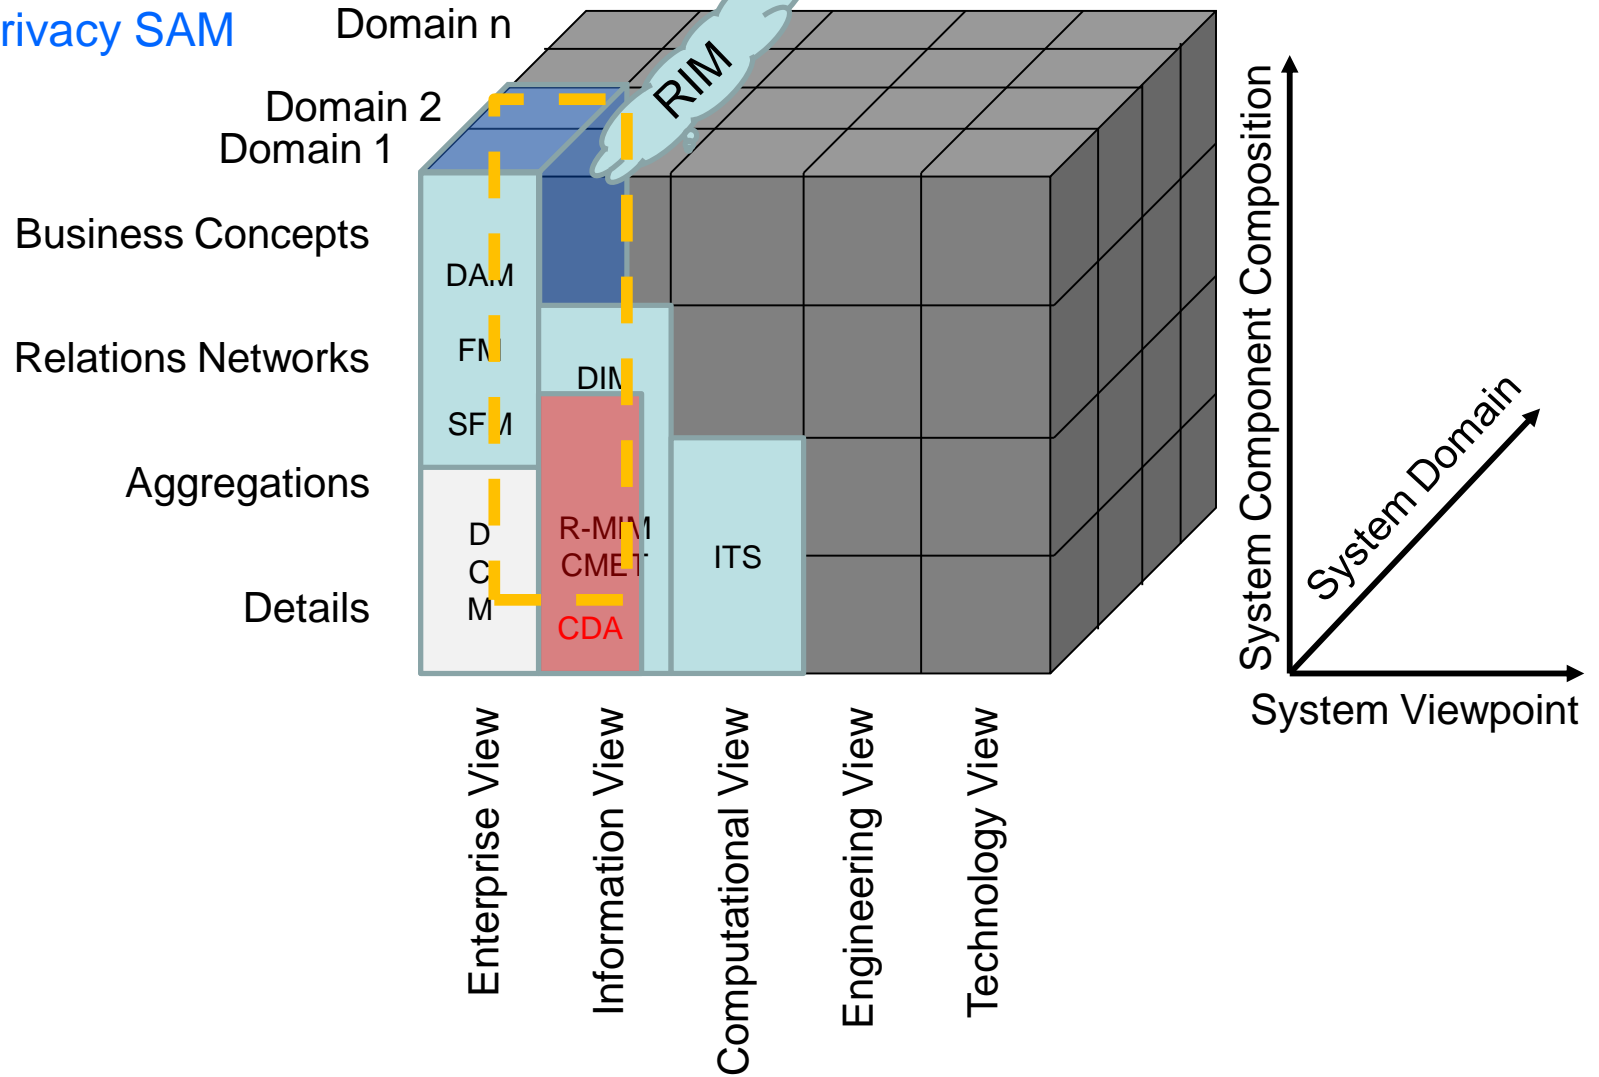 rivacy SAM
Domain n
Domain 2
Domain 1
RIM
Business Concepts
Relations Networks
Aggregations
Details
DAM
FM
SFM
D
C
M
DIM
R-MIM
CMET
CDA
ITS
Enterprise View
Information View
Computational View
Engineering View
Technology View
System Component Composition
System Domain
System Viewpoint